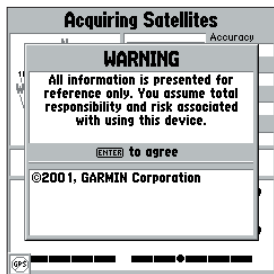 Acquiring Satellites
Accuracy
N
WARNING
All information is presented for
reference only. You assume total
responsibility and risk associated
with using this device.
ENTER to agree
©2001, GARMIN Corporation
GPS